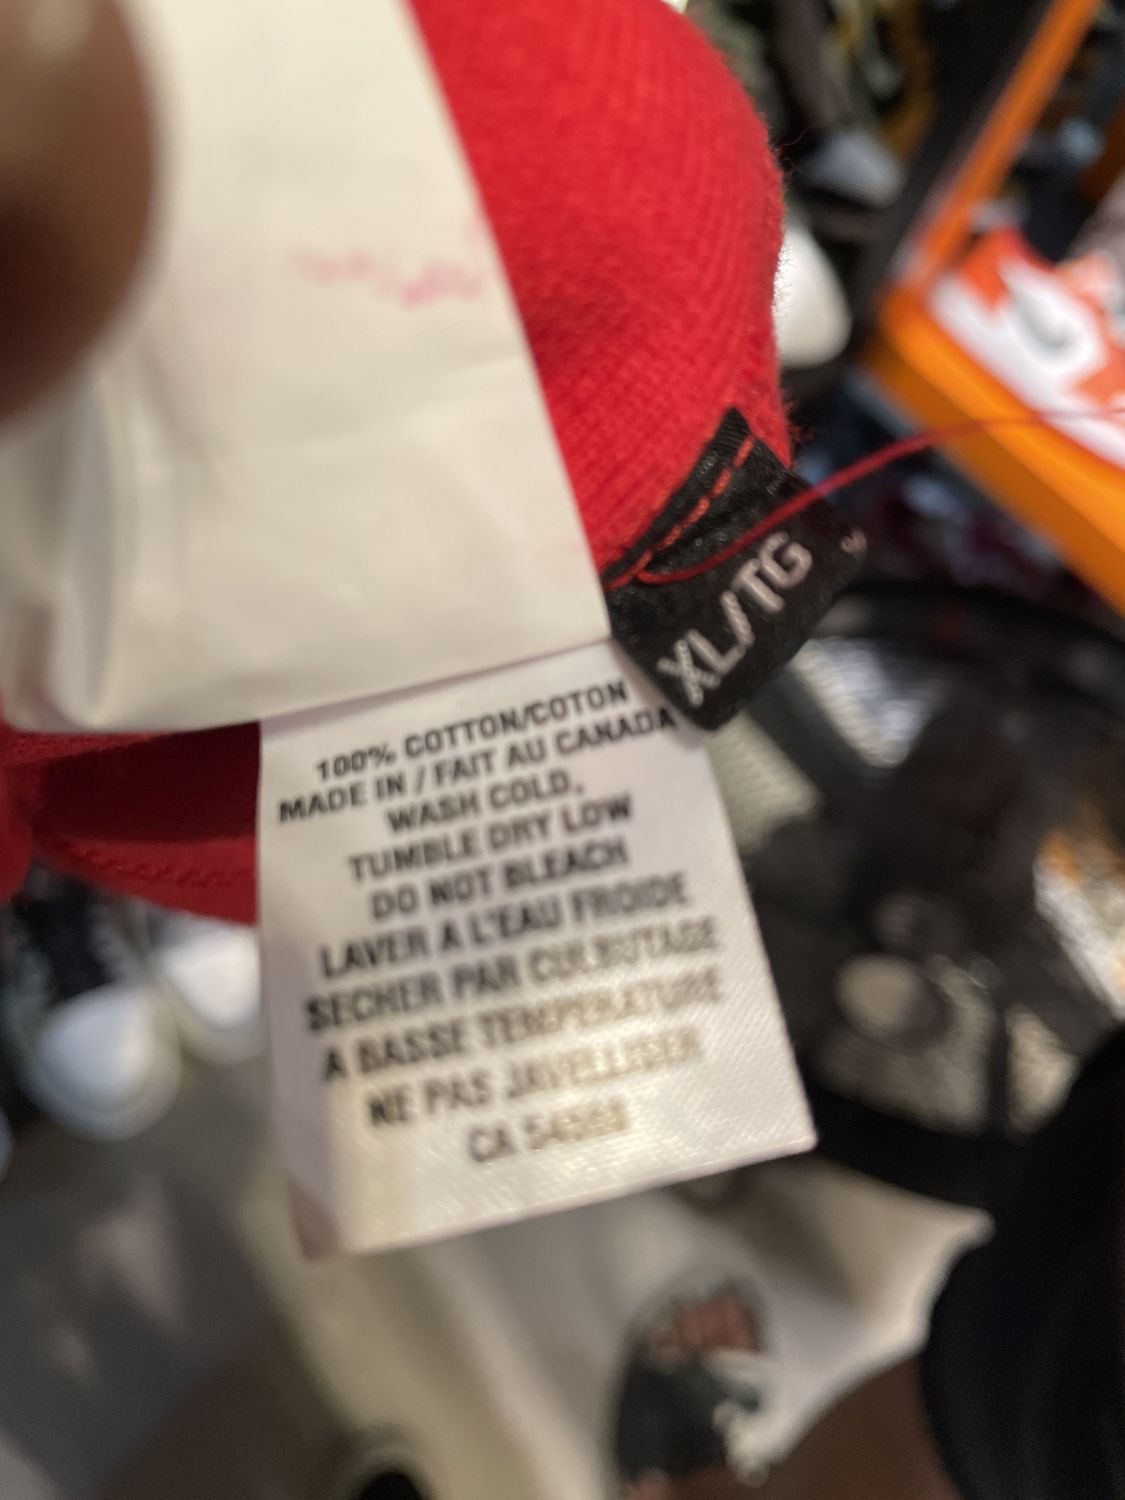 XL/TG
100% COTTON/COTON
MADE IN / FAIT AU CANADA
WASH COLD,
TUMBLE DRY LOW
DO NOT BLEACH
LAVER A L'EAU FROIDE
SECHER PAR CULBUTAGE
A BASSE TEMPERATURE
NE PAS JAVELLISER
CA